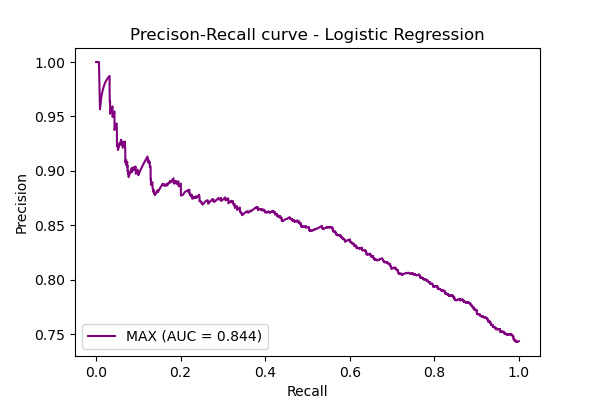 Precison-Recall curve - Logistic Regression
1.00
0.95
0.90
0.85
0.80
0.75
Precision
MAX (AUC = 0.844)
0.0 0.2 0.4 0.6 0.8 1.0
Recall